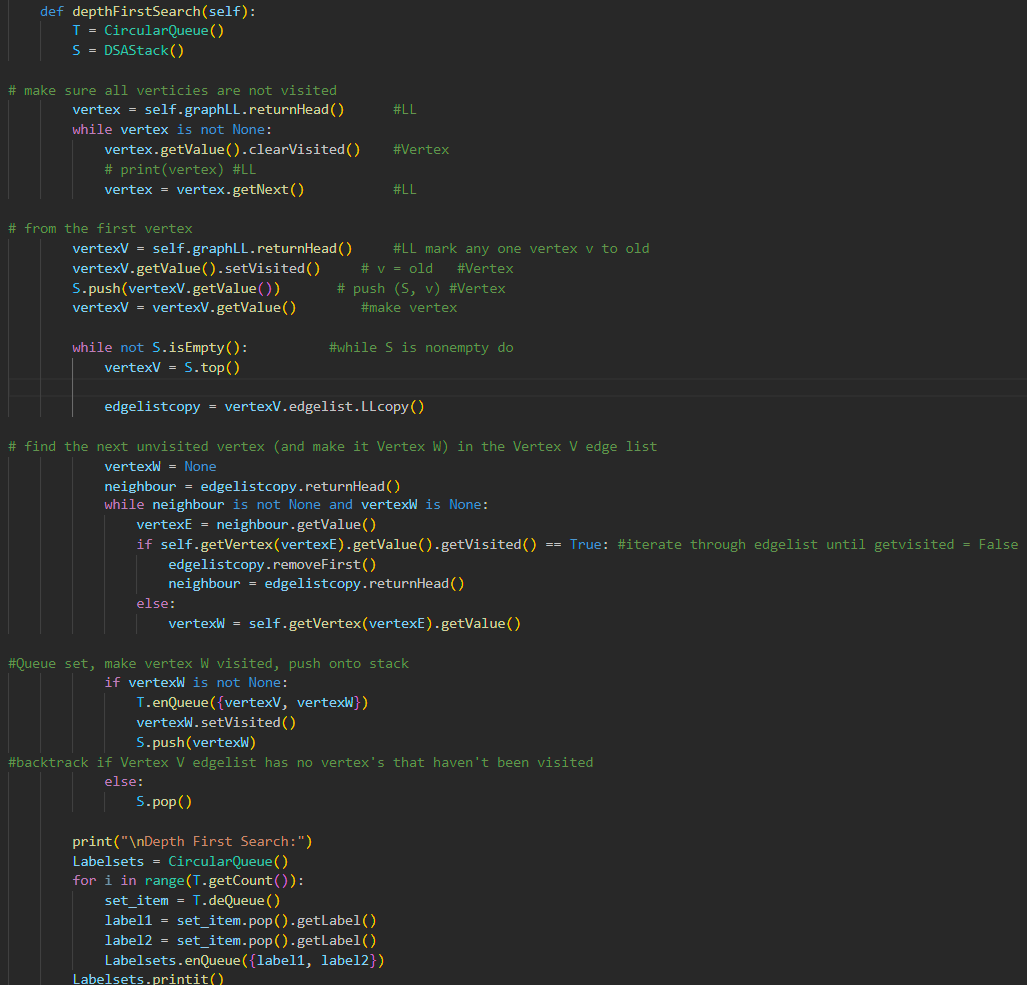 def depthFirstSearch(self):
T = CircularQueue()
S = DSAStack()
# make sure all verticies are not visited
vertex = self.graphLL.returnHead()      #LL
while vertex is not None:
vertex.getValue().clearVisited()    #Vertex
# print(vertex) #LL
vertex = vertex.getNext()           #LL
# from the first vertex
vertexV = self.graphLL.returnHead()     #LL mark any one vertex v to old
vertexV.getValue().setVisited()     # v = old   #Vertex
S.push(vertexV.getValue())       # push (S, v) #Vertex
vertexV = vertexV.getValue()        #make vertex
while not S.isEmpty():          #while S is nonempty do
vertexV = S.top()
edgelistcopy = vertexV.edgelist.LLcopy()
# find the next unvisited vertex (and make it Vertex W) in the Vertex V edge list
vertexW = None
neighbour = edgelistcopy.returnHead()
while neighbour is not None and vertexW is None:
vertexE = neighbour.getValue()
if self.getVertex(vertexE).getValue().getVisited() == True: #iterate through edgelist until getvisited = False
edgelistcopy.removeFirst()
neighbour = edgelistcopy.returnHead()
else:
vertexW = self.getVertex(vertexE).getValue()
#Queue set, make vertex W visited, push onto stack
if vertexW is not None:
T.enQueue({vertexV, vertexW})
vertexW.setVisited()
S.push(vertexW)
#backtrack if Vertex V edgelist has no vertex's that haven't been visited
else:
S.pop()
print("\nDepth First Search:")
Labelsets = CircularQueue()
for i in range(T.getCount()):
set_item = T.deQueue()
label1 = set_item.pop().getLabel()
label2 = set_item.pop().getLabel()
Labelsets.enQueue({label1, label2})
Labelsets.printit()